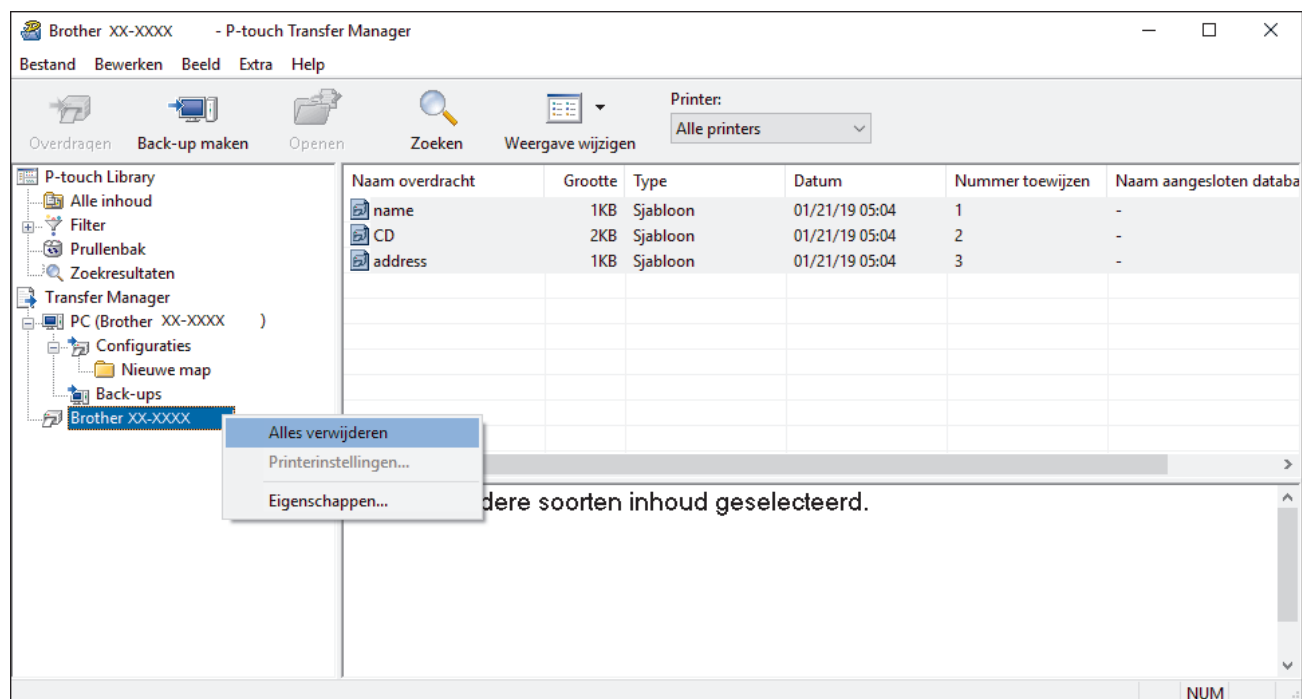 Brother XX-XXXX - P-touch Transfer Manager
Bestand Bewerken Beeld Extra Help
Overdragen Back-up maken Openen Zoeken Weergave wijzigen
Printer:
Alle printers
P-touch Library
Alle inhoud
Filter
Prullenbak
Zoekresultaten
Transfer Manager
PC (Brother XX-XXXX )
Configuraties
Nieuwe map
Back-ups
Brother XX-XXXX
Alles verwijderen
Printerinstellingen...
Eigenschappen...
Naam overdracht Grootte Type Datum Nummer toewijzen Naam aangesloten databa
name 1KB Sjabloon 01/21/19 05:04 1 -
CD 2KB Sjabloon 01/21/19 05:04 2 -
address 1KB Sjabloon 01/21/19 05:04 3 -
dere soorten inhoud geselecteerd.
NUM